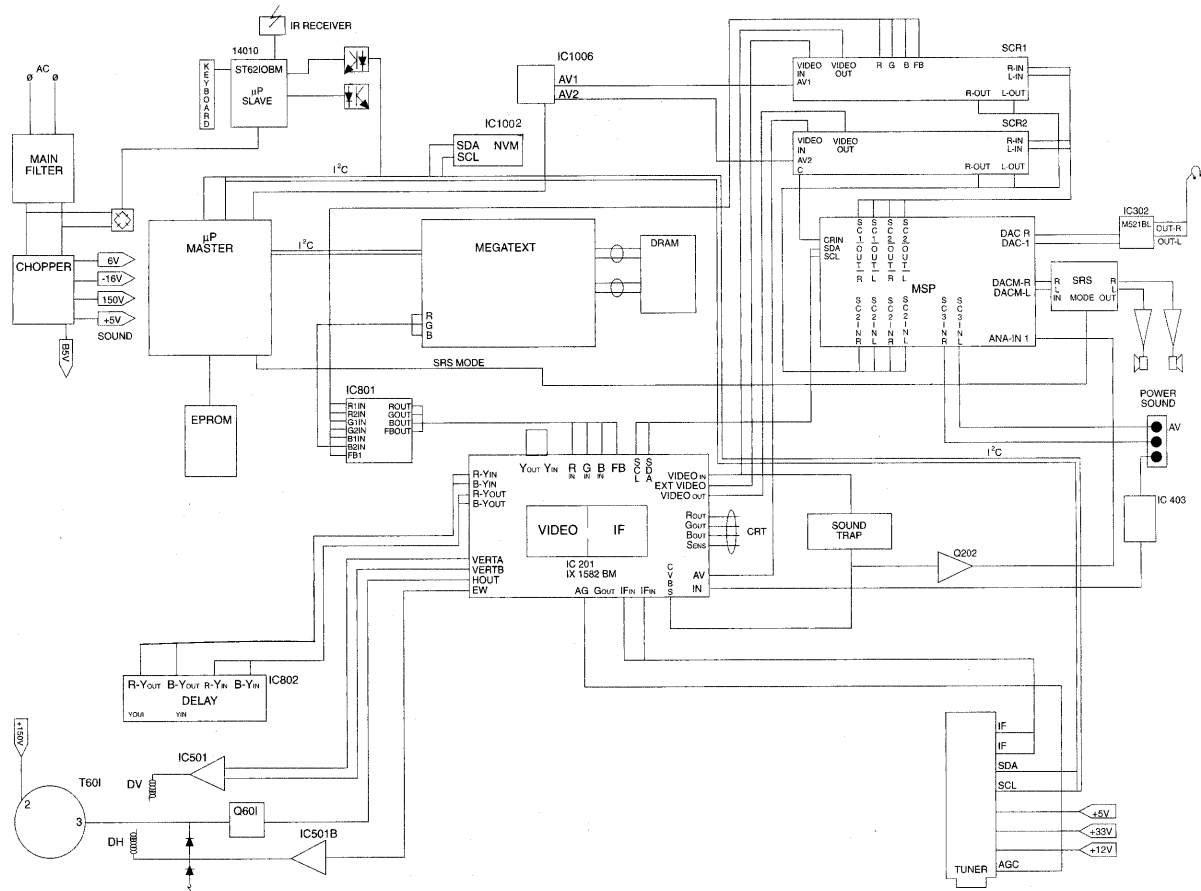 IR RECEIVER
14010
ST62IOBM
µP
SLAVE
KEYBOARD
AC
MAIN
FILTER
CHOPPER
6V
-16V
150V
+5V
SOUND
B5V
IC1006
AV1
AV2
IC1002
SDA NVM
SCL
I²C
µP
MASTER
I²C
MEGATEXT
R
G
B
DRAM
SRS MODE
EPROM
SCR1
VIDEO IN AV1
VIDEO OUT
R G B FB
R-IN
L-IN
R-OUT L-OUT
SCR2
VIDEO IN AV2 C
VIDEO OUT
R-IN
L-IN
R-OUT L-OUT
CRIN
SDA
SCL
SC1OUTR
SC1OUTL
SC2OUTR
SC2OUTL
MSP
SC2INR
SC2INL
SC2INR
SC2INL
SC3INR
SC3INL
DAC R
DAC-1
DACM-R
DACM-L
ANA-IN 1
IC302
M521BL
OUT-R
OUT-L
R SRS R
L L
IN MODE OUT
POWER
SOUND
AV
IC 403
I²C
IC801
R1IN
R2IN
G1IN
G2IN
B1IN
B2IN
FB1
ROUT
GOUT
BOUT
FBOUT
YOUT YIN
R IN
G IN
B IN
FB
SCL
SDA
R-YIN
B-YIN
R-YOUT
B-YOUT
VIDEO IN
EXT VIDEO
VIDEO OUT
ROUT
GOUT
BOUT
SENS
CRT
VIDEO IF
IC 201
IX 1582 BM
VERTA
VERTB
HOUT
EW
AG GOUT IFIN IFIN
CVBS
AV
IN
SOUND
TRAP
Q202
R-YOUT B-YOUT R-YIN B-YIN
IC802
DELAY
YOUI YIN
+150V
T60I
2
3
IC501
DV
Q60I
DH
IC501B
IF
IF
SDA
SCL
+5V
+33V
+12V
AGC
TUNER